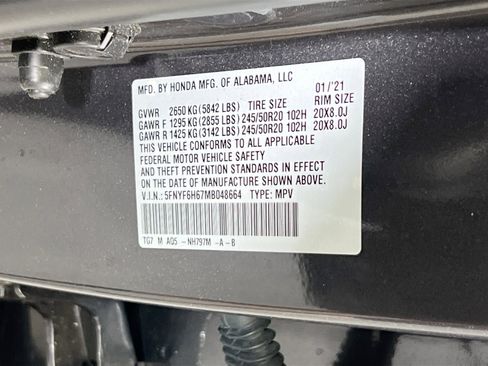 MFD. BY HONDA MFG. OF ALABAMA, LLC 01/'21
GVWR 2650 KG (5842 LBS) TIRE SIZE RIM SIZE
GAWR F 1295 KG (2855 LBS) 245/50R20 102H 20X8.0J
GAWR R 1425 KG (3142 LBS) 245/50R20 102H 20X8.0J
THIS VEHICLE CONFORMS TO ALL APPLICABLE
FEDERAL MOTOR VEHICLE SAFETY
AND THEFT PREVENTION STANDARDS IN EFFECT
ON THE DATE OF MANUFACTURE SHOWN ABOVE.
V.I.N.: 5FNYF6H67MB048664 TYPE: MPV
TG7 M A05 -NH797M -A -B